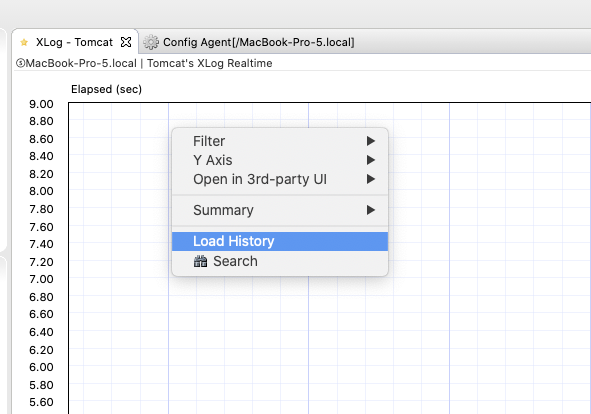 XLog - Tomcat
Config Agent[/MacBook-Pro-5.local]
ⓢMacBook-Pro-5.local | Tomcat's XLog Realtime
Elapsed (sec)
9.00
8.80
8.60
8.40
8.20
8.00
7.80
7.60
7.40
7.20
7.00
6.80
6.60
6.40
6.20
6.00
5.80
5.60
Filter
Y Axis
Open in 3rd-party UI
Summary
Load History
Search